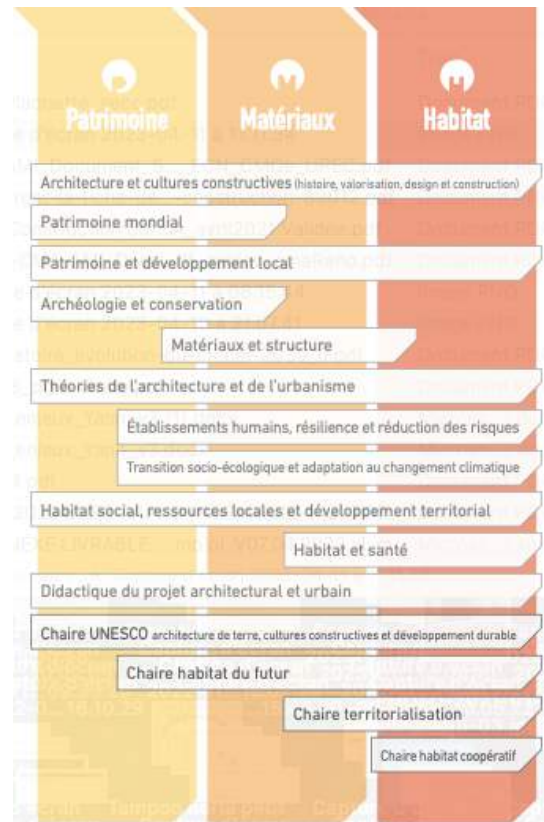 Patrimoine
Matériaux
Habitat
Architecture et cultures constructives (histoire, valorisation, design et construction)
Patrimoine mondial
Patrimoine et développement local
Archéologie et conservation
Matériaux et structure
Théories de l'architecture et de l'urbanisme
Établissements humains, résilience et réduction des risques
Transition socio-écologique et adaptation au changement climatique
Habitat social, ressources locales et développement territorial
Habitat et santé
Didactique du projet architectural et urbain
Chaire UNESCO architecture de terre, cultures constructives et développement durable
Chaire habitat du futur
Chaire territorialisation
Chaire habitat coopératif